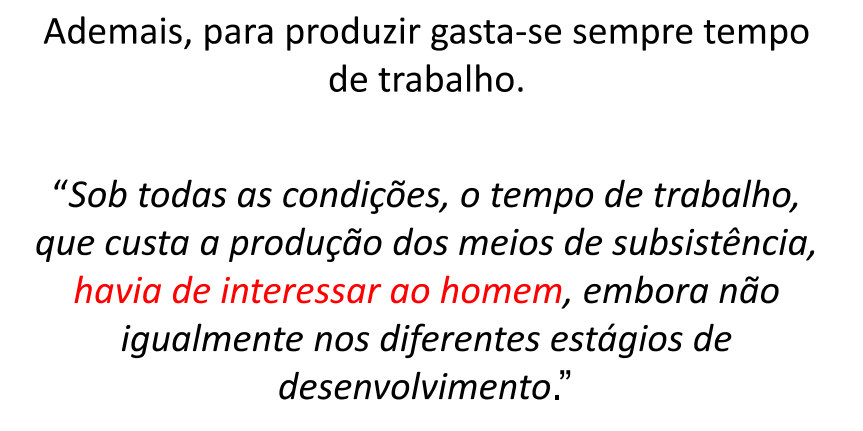 Ademais, para produzir gasta-se sempre tempo
de trabalho.
“Sob todas as condições, o tempo de trabalho,
que custa a produção dos meios de subsistência,
havia de interessar ao homem, embora não
igualmente nos diferentes estágios de
desenvolvimento.”